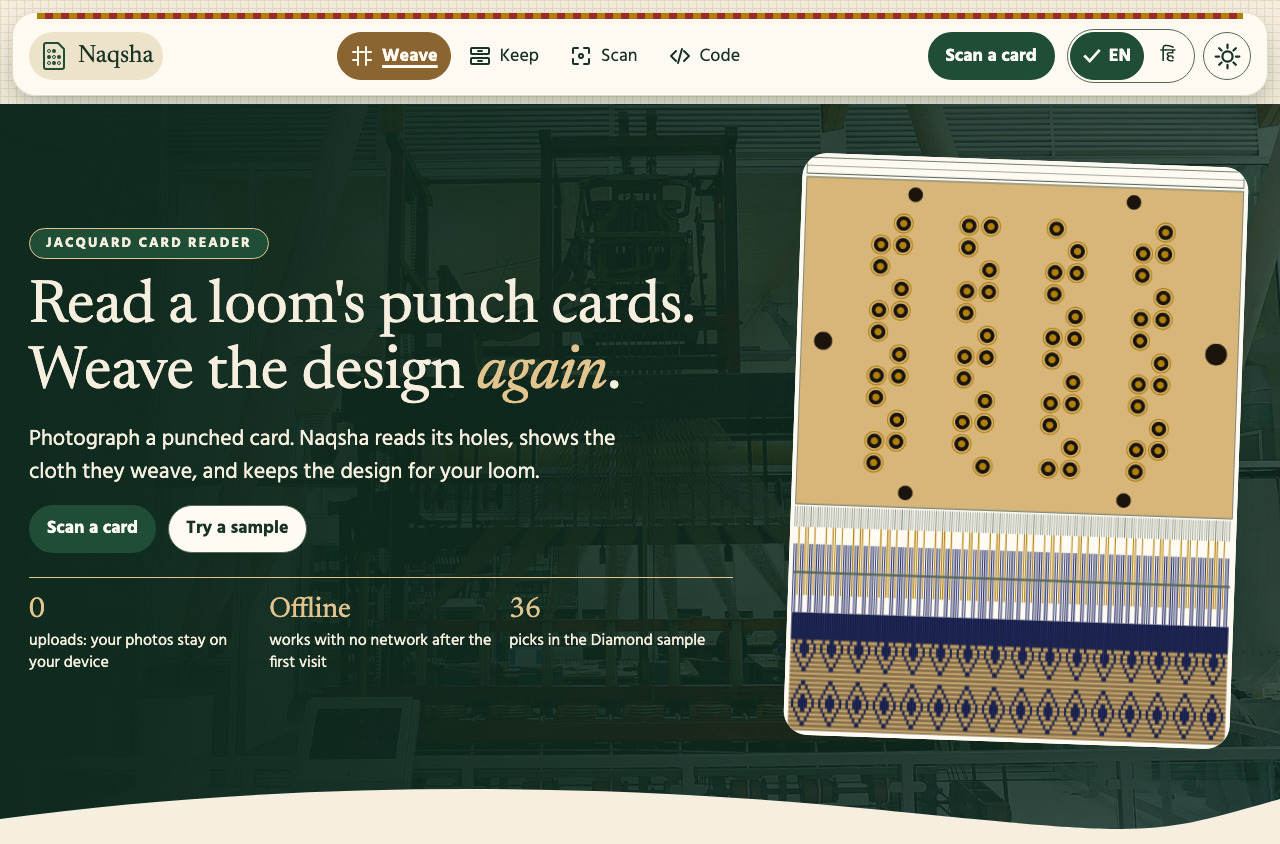 Naqsha
Weave
Keep
Scan
Code
Scan a card
EN
हि
JACQUARD CARD READER
Read a loom's punch cards.
Weave the design again.
Photograph a punched card. Naqsha reads its holes, shows the
cloth they weave, and keeps the design for your loom.
Scan a card
Try a sample
0
uploads: your photos stay on
your device
Offline
works with no network after the
first visit
36
picks in the Diamond sample